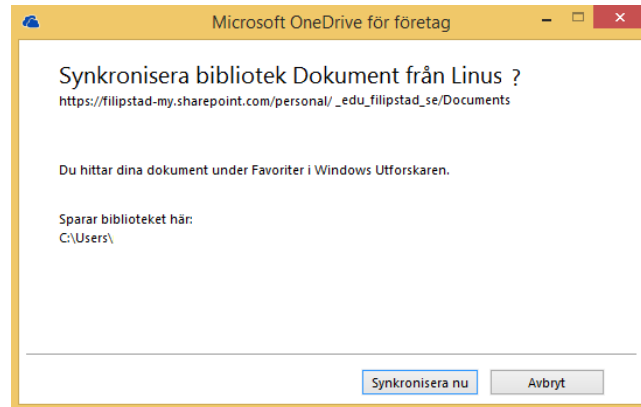 Microsoft OneDrive för företag
Synkronisera bibliotek Dokument från Linus ?
https://filipstad-my.sharepoint.com/personal/ _edu_filipstad_se/Documents
Du hittar dina dokument under Favoriter i Windows Utforskaren.
Sparar biblioteket här:
C:\Users\
Synkronisera nu Avbryt